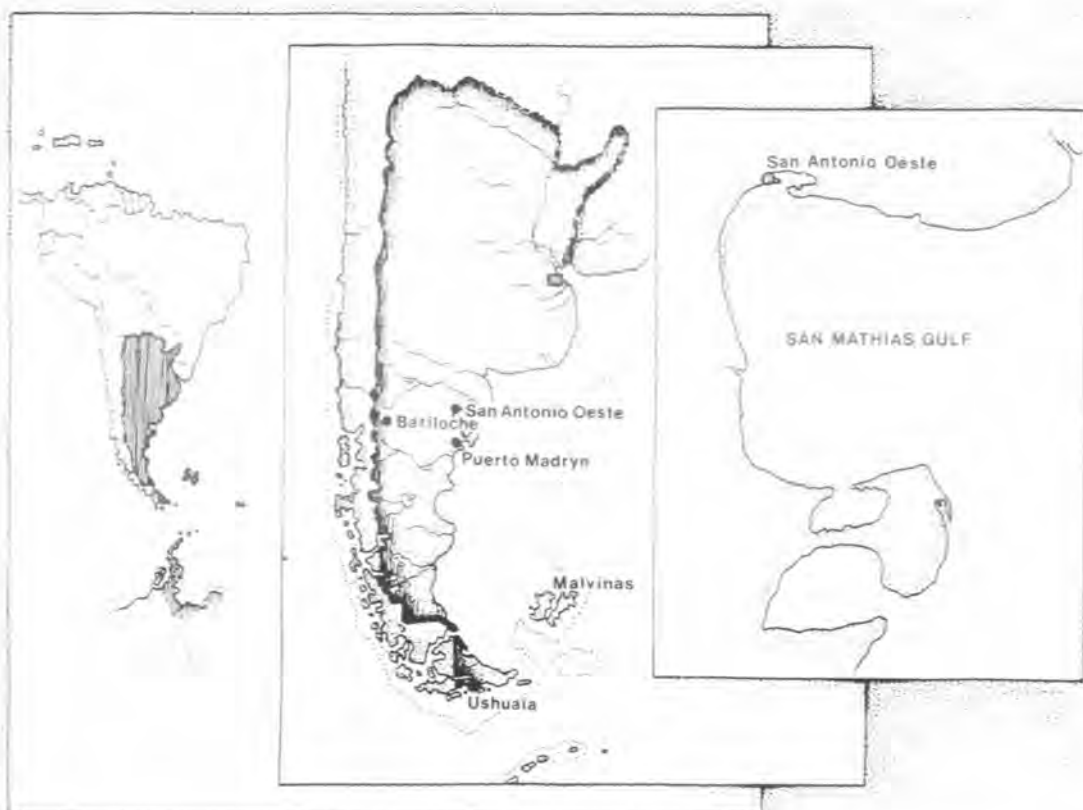 San Antonio Oeste
Bariloche
Puerto Madryn
Malvinas
Ushuaia
San Antonio Oeste
SAN MATHIAS GULF